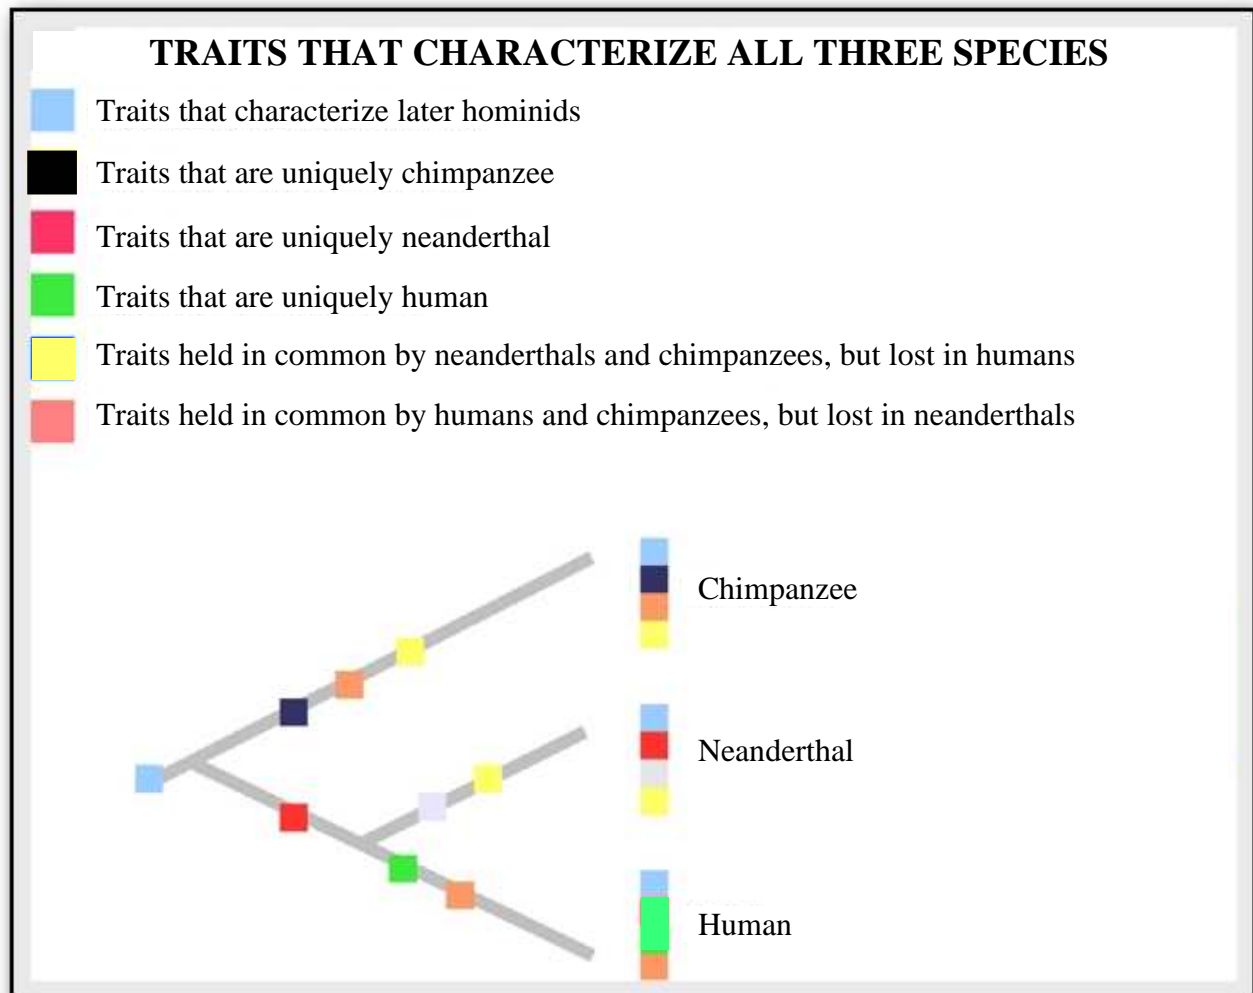 TRAITS THAT CHARACTERIZE ALL THREE SPECIES
Traits that characterize later hominids
Traits that are uniquely chimpanzee
Traits that are uniquely neanderthal
Traits that are uniquely human
Traits held in common by neanderthals and chimpanzees, but lost in humans
Traits held in common by humans and chimpanzees, but lost in neanderthals
Chimpanzee
Neanderthal
Human